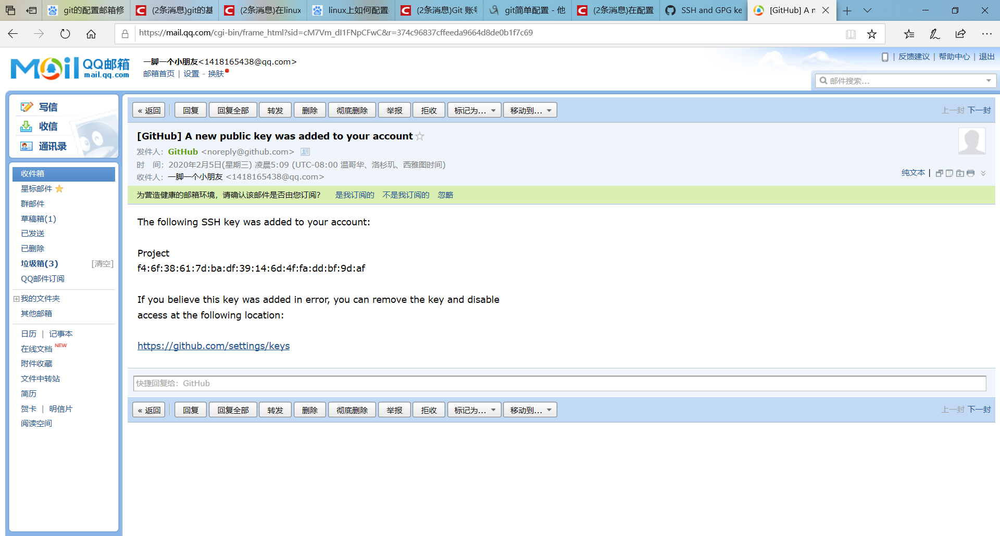 git的配置邮箱修
(2条消息)git的基
(2条消息)在linux
linux上如何配置
(2条消息)Git 账号
git简单配置 - 他
(2条消息)在配置
SSH and GPG ke
[GitHub] A n
https://mail.qq.com/cgi-bin/frame_html?sid=cM7Vm_dI1FNpCFwC&r=374c96837cffeeda9664d8de0b1f7c69
Mail QQ邮箱
mail.qq.com
一脚一个小朋友<1418165438@qq.com>
邮箱首页 | 设置 - 换肤
| 反馈建议 | 帮助中心 | 退出
邮件搜索...
写信
收信
通讯录
收件箱
星标邮件
群邮件
草稿箱(1)
已发送
已删除
垃圾箱(3) [清空]
QQ邮件订阅
我的文件夹
其他邮箱
日历 | 记事本
在线文档 NEW
附件收藏
文件中转站
简历
贺卡 | 明信片
阅读空间
« 返回 回复 回复全部 转发 删除 彻底删除 举报 拒收 标记为... 移动到...
上一封 下一封
[GitHub] A new public key was added to your account
发件人: GitHub <noreply@github.com>
时 间: 2020年2月5日(星期三) 凌晨5:09 (UTC-08:00 温哥华、洛杉矶、西雅图时间)
收件人: 一脚一个小朋友 <1418165438@qq.com>
纯文本 |
为营造健康的邮箱环境，请确认该邮件是否由您订阅? 是我订阅的 不是我订阅的 忽略
The following SSH key was added to your account:
Project
f4:6f:38:61:7d:ba:df:39:14:6d:4f:fa:dd:bf:9d:af
If you believe this key was added in error, you can remove the key and disable
access at the following location:
https://github.com/settings/keys
快捷回复给: GitHub
« 返回 回复 回复全部 转发 删除 彻底删除 举报 拒收 标记为... 移动到...
上一封 下一封